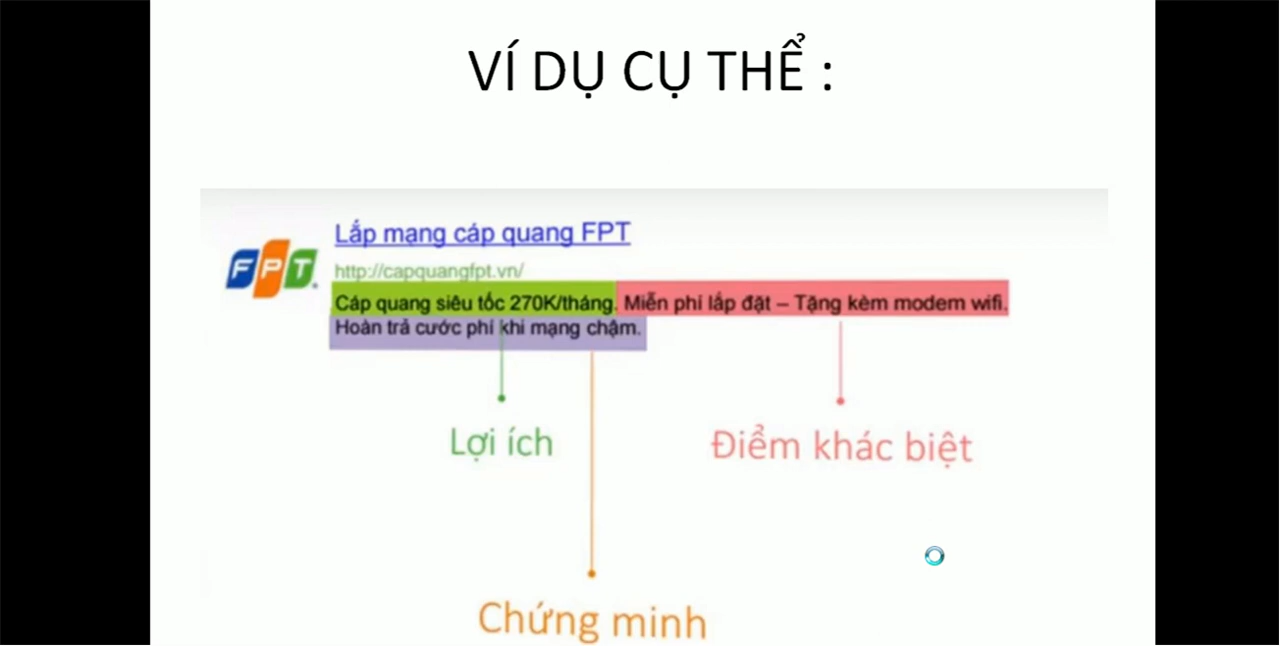 VÍ DỤ CỤ THỂ :
Lắp mạng cáp quang FPT
FPT
http://capquangfpt.vn/
Cáp quang siêu tốc 270K/tháng. Miễn phí lắp đặt – Tặng kèm modem wifi.
Hoàn trả cước phí khi mạng chậm.
Lợi ích
Điểm khác biệt
Chứng minh